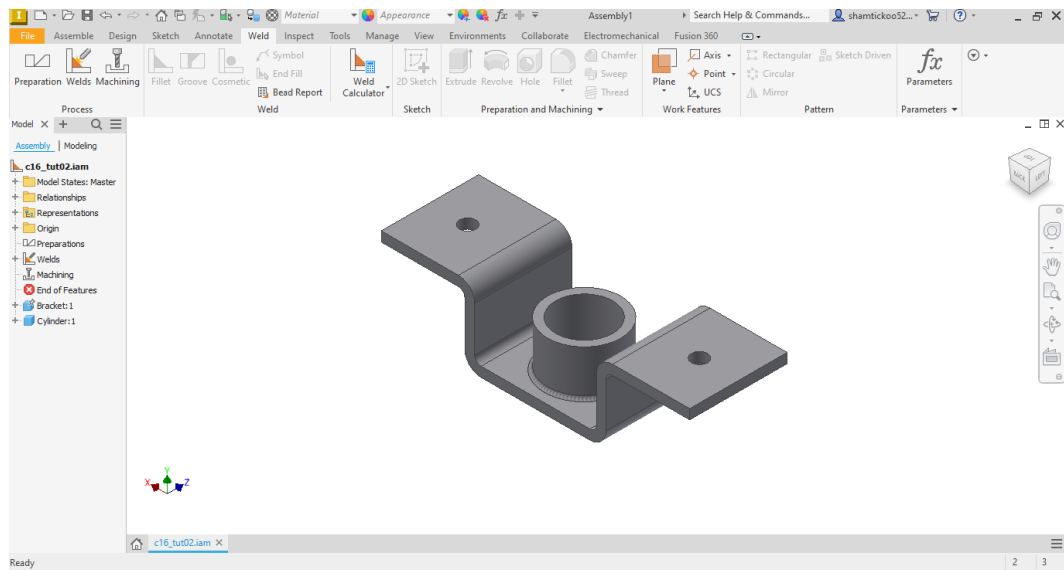 I Material Appearance fx Assembly1 Search Help & Commands... shamtickoo52... ?
File Assemble Design Sketch Annotate Weld Inspect Tools Manage View Environments Collaborate Electromechanical Fusion 360
Symbol Chamfer Axis Rectangular Sketch Driven
End Fill Sweep Point Circular fx
Preparation Welds Machining Fillet Groove Cosmetic Bead Report Weld Calculator 2D Sketch Extrude Revolve Hole Fillet Thread Plane UCS Mirror Parameters
Process Weld Sketch Preparation and Machining Work Features Pattern Parameters
Model × +
Assembly | Modeling
c16_tut02.iam
Model States: Master
Relationships
Representations
Origin
Preparations
Welds
Machining
End of Features
Bracket:1
Cylinder:1
BACK LEFT
Y
X Z
c16_tut02.iam ×
Ready 2 3